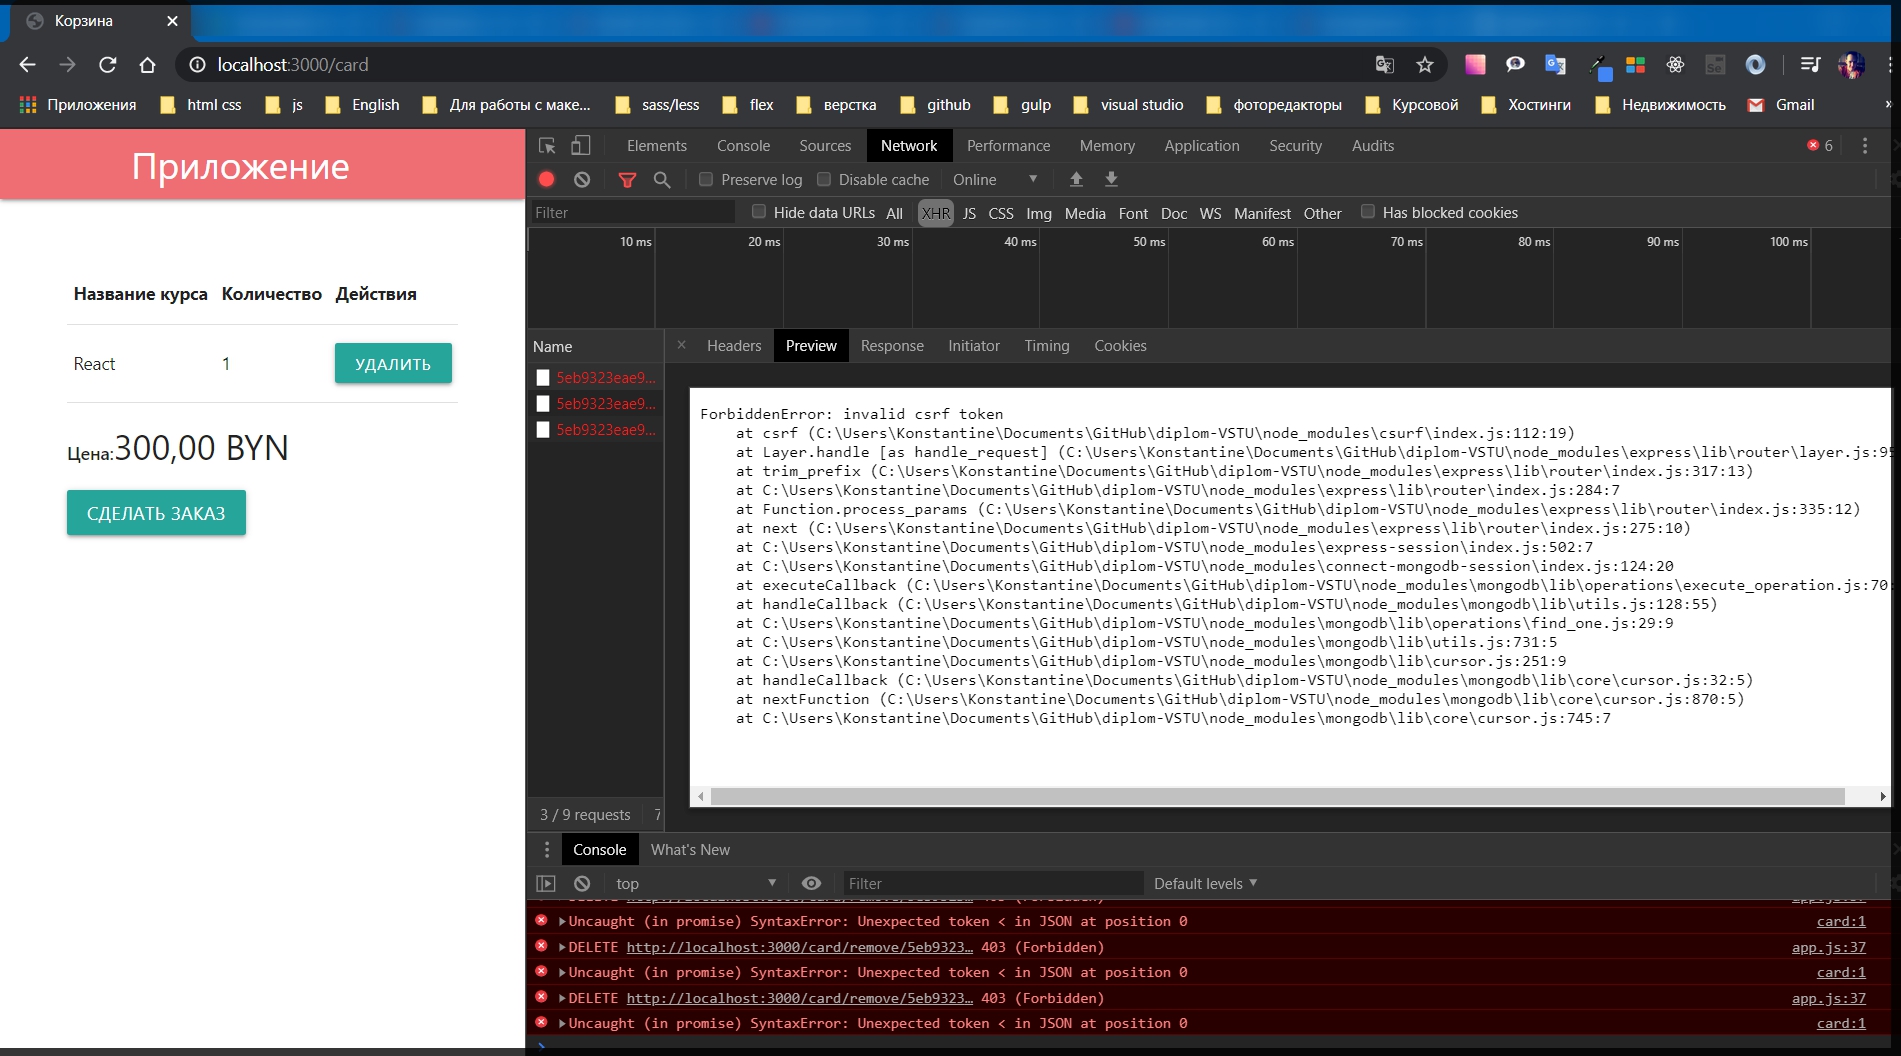 Корзина
localhost:3000/card
Приложения html css js English Для работы с маке... sass/less flex верстка github gulp visual studio фоторедакторы Курсовой Хостинги Недвижимость Gmail »
Приложение
Название курса Количество Действия
React 1 УДАЛИТЬ
Цена:300,00 BYN
СДЕЛАТЬ ЗАКАЗ
Elements Console Sources Network Performance Memory Application Security Audits 6
Preserve log Disable cache Online
Filter Hide data URLs All XHR JS CSS Img Media Font Doc WS Manifest Other Has blocked cookies
10 ms 20 ms 30 ms 40 ms 50 ms 60 ms 70 ms 80 ms 90 ms 100 ms
Name
5eb9323eae9...
5eb9323eae9...
5eb9323eae9...
3 / 9 requests 7
Headers Preview Response Initiator Timing Cookies
ForbiddenError: invalid csrf token
at csrf (C:\Users\Konstantine\Documents\GitHub\diplom-VSTU\node_modules\csurf\index.js:112:19)
at Layer.handle [as handle_request] (C:\Users\Konstantine\Documents\GitHub\diplom-VSTU\node_modules\express\lib\router\layer.js:95
at trim_prefix (C:\Users\Konstantine\Documents\GitHub\diplom-VSTU\node_modules\express\lib\router\index.js:317:13)
at C:\Users\Konstantine\Documents\GitHub\diplom-VSTU\node_modules\express\lib\router\index.js:284:7
at Function.process_params (C:\Users\Konstantine\Documents\GitHub\diplom-VSTU\node_modules\express\lib\router\index.js:335:12)
at next (C:\Users\Konstantine\Documents\GitHub\diplom-VSTU\node_modules\express\lib\router\index.js:275:10)
at C:\Users\Konstantine\Documents\GitHub\diplom-VSTU\node_modules\express-session\index.js:502:7
at C:\Users\Konstantine\Documents\GitHub\diplom-VSTU\node_modules\connect-mongodb-session\index.js:124:20
at executeCallback (C:\Users\Konstantine\Documents\GitHub\diplom-VSTU\node_modules\mongodb\lib\operations\execute_operation.js:70:
at handleCallback (C:\Users\Konstantine\Documents\GitHub\diplom-VSTU\node_modules\mongodb\lib\utils.js:128:55)
at C:\Users\Konstantine\Documents\GitHub\diplom-VSTU\node_modules\mongodb\lib\operations\find_one.js:29:9
at C:\Users\Konstantine\Documents\GitHub\diplom-VSTU\node_modules\mongodb\lib\utils.js:731:5
at C:\Users\Konstantine\Documents\GitHub\diplom-VSTU\node_modules\mongodb\lib\cursor.js:251:9
at handleCallback (C:\Users\Konstantine\Documents\GitHub\diplom-VSTU\node_modules\mongodb\lib\core\cursor.js:32:5)
at nextFunction (C:\Users\Konstantine\Documents\GitHub\diplom-VSTU\node_modules\mongodb\lib\core\cursor.js:870:5)
at C:\Users\Konstantine\Documents\GitHub\diplom-VSTU\node_modules\mongodb\lib\core\cursor.js:745:7
Console What's New
top Filter Default levels
Uncaught (in promise) SyntaxError: Unexpected token < in JSON at position 0 card:1
DELETE http://localhost:3000/card/remove/5eb9323... 403 (Forbidden) app.js:37
Uncaught (in promise) SyntaxError: Unexpected token < in JSON at position 0 card:1
DELETE http://localhost:3000/card/remove/5eb9323... 403 (Forbidden) app.js:37
Uncaught (in promise) SyntaxError: Unexpected token < in JSON at position 0 card:1